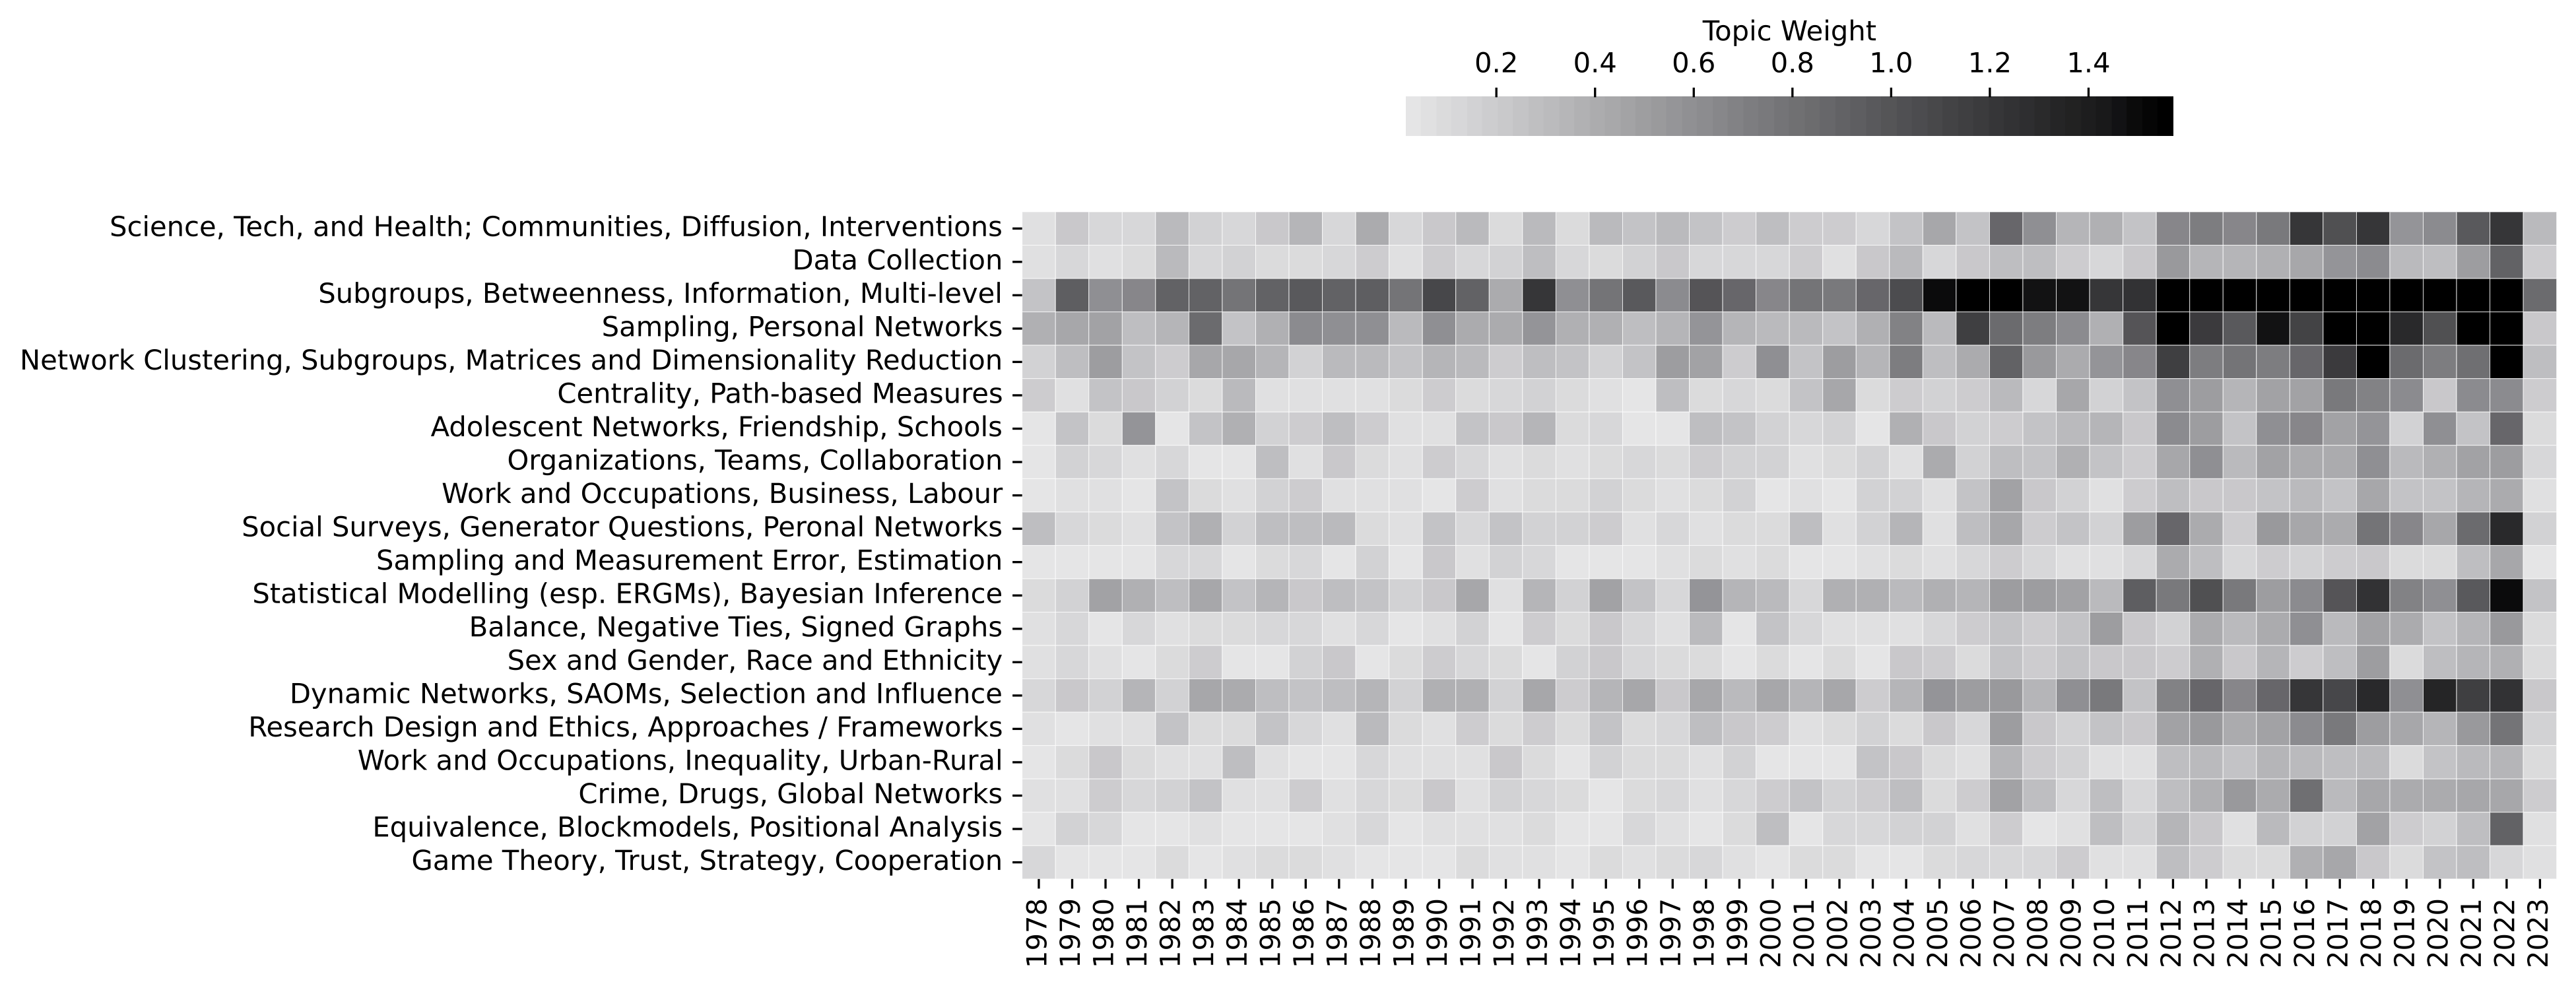 Topic Weight
0.2 0.4 0.6 0.8 1.0 1.2 1.4
Science, Tech, and Health; Communities, Diffusion, Interventions
Data Collection
Subgroups, Betweenness, Information, Multi-level
Sampling, Personal Networks
Network Clustering, Subgroups, Matrices and Dimensionality Reduction
Centrality, Path-based Measures
Adolescent Networks, Friendship, Schools
Organizations, Teams, Collaboration
Work and Occupations, Business, Labour
Social Surveys, Generator Questions, Peronal Networks
Sampling and Measurement Error, Estimation
Statistical Modelling (esp. ERGMs), Bayesian Inference
Balance, Negative Ties, Signed Graphs
Sex and Gender, Race and Ethnicity
Dynamic Networks, SAOMs, Selection and Influence
Research Design and Ethics, Approaches / Frameworks
Work and Occupations, Inequality, Urban-Rural
Crime, Drugs, Global Networks
Equivalence, Blockmodels, Positional Analysis
Game Theory, Trust, Strategy, Cooperation
1978 1979 1980 1981 1982 1983 1984 1985 1986 1987 1988 1989 1990 1991 1992 1993 1994 1995 1996 1997 1998 1999 2000 2001 2002 2003 2004 2005 2006 2007 2008 2009 2010 2011 2012 2013 2014 2015 2016 2017 2018 2019 2020 2021 2022 2023